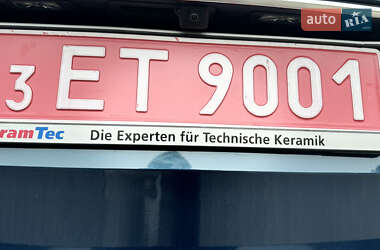 auto RIA
3 ET 9001
ramTec Die Experten für Technische Keramik